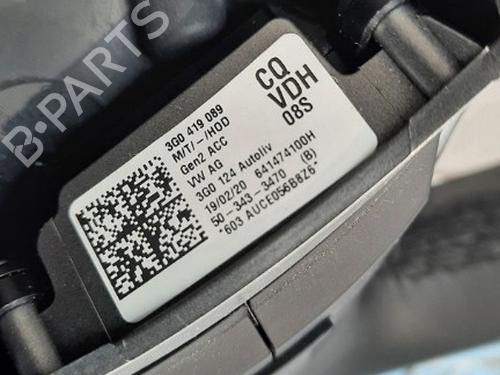 CQ
VDH
08S
3G0 419 089
M/T/-/HOD
Gen2 ACC
VW AG
3G0 124 Autoliv
19/02/20 641474100H
50-343-3470 (B)
*603 AUCE056B8Z6*
B-PARTS